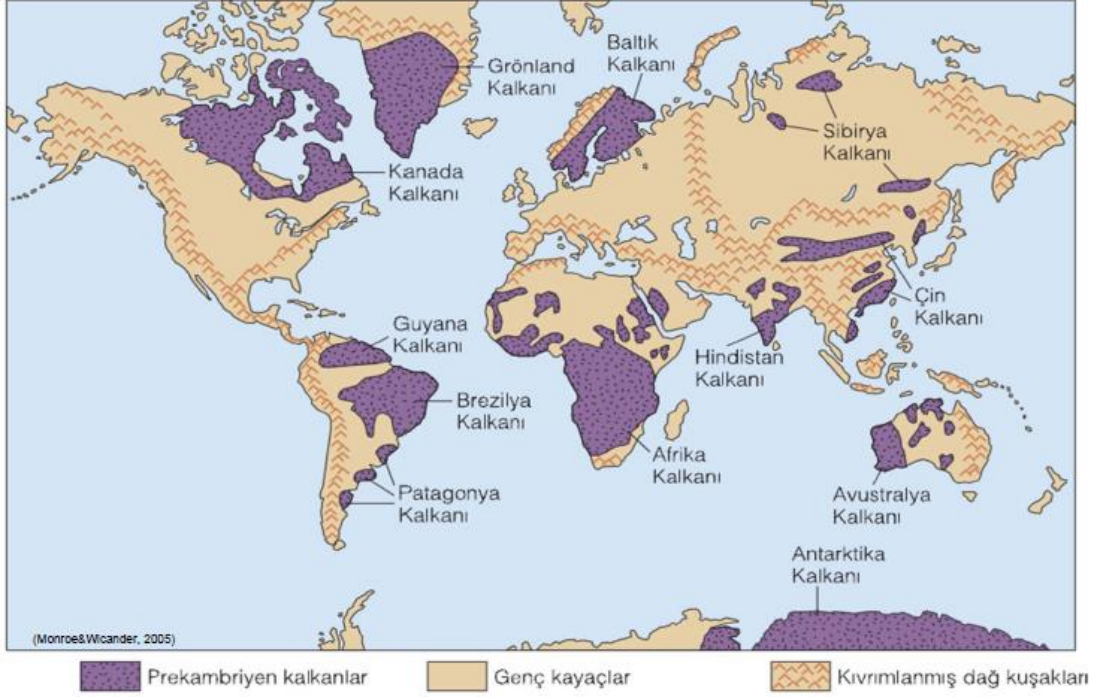 Grönland
Kalkanı
Baltık
Kalkanı
Sibirya
Kalkanı
Kanada
Kalkanı
Çin
Kalkanı
Guyana
Kalkanı
Hindistan
Kalkanı
Brezilya
Kalkanı
Afrika
Kalkanı
Patagonya
Kalkanı
Avustralya
Kalkanı
Antarktika
Kalkanı
(Monroe&Wicander, 2005)
Prekambriyen kalkanlar
Genç kayaçlar
Kıvrımlanmış dağ kuşakları